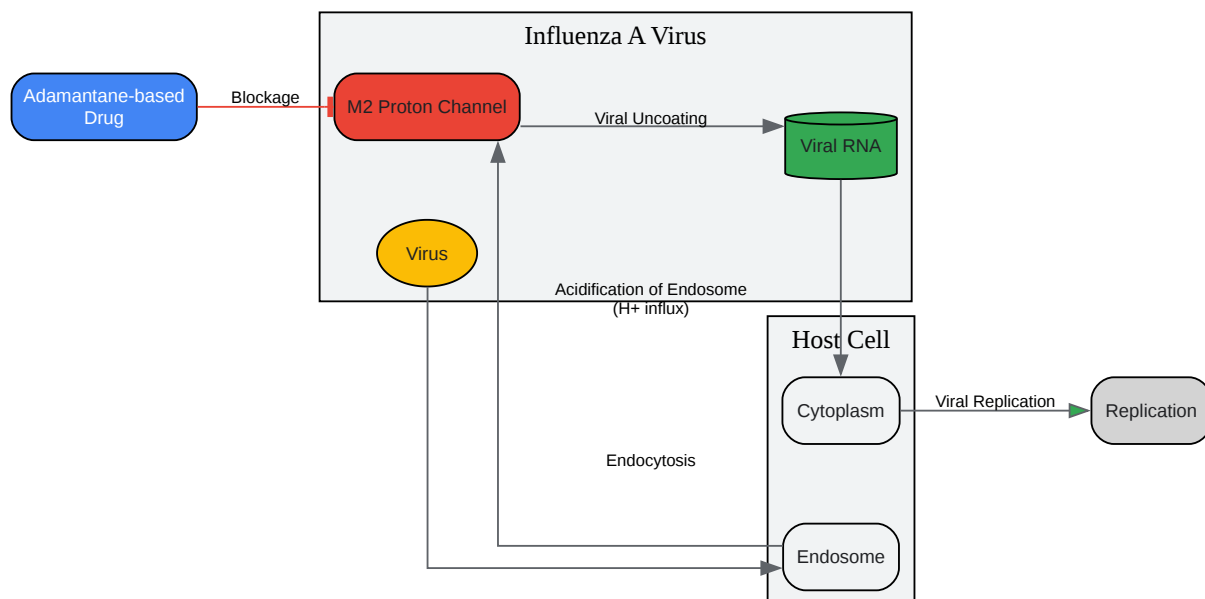 Influenza A Virus
Adamantane-based
Drug
Blockage
M2 Proton Channel
Viral Uncoating
Viral RNA
Virus
Acidification of Endosome
(H+ influx)
Host Cell
Cytoplasm
Viral Replication
Replication
Endocytosis
Endosome